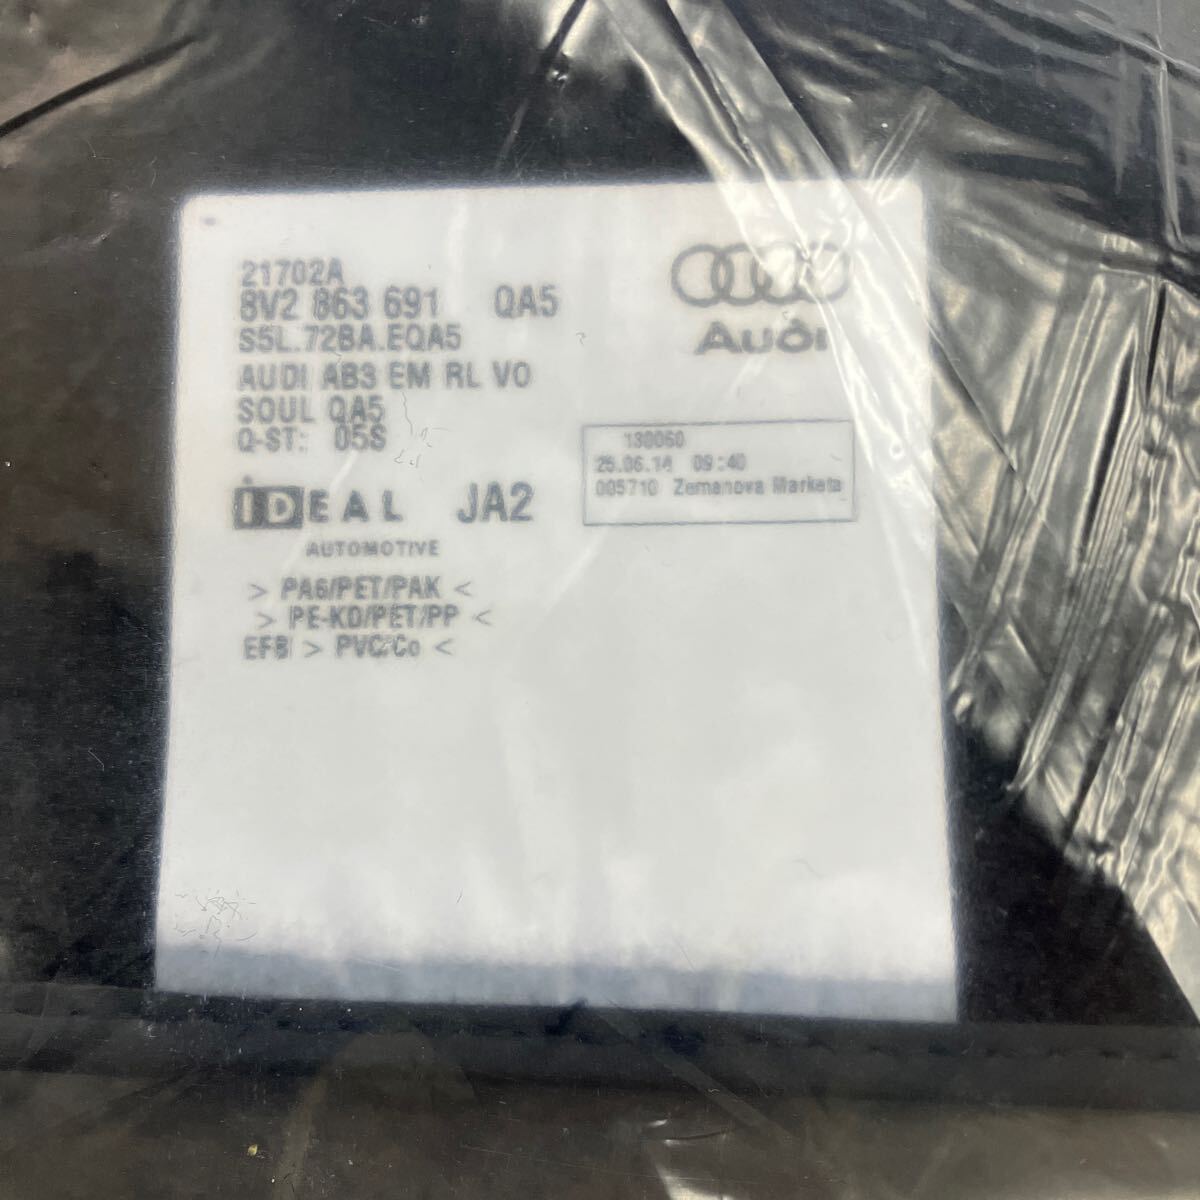 21702A
8V2 863 691 QA5
S5L.72BA.EQA5
AUDI AB3 EM RL VO
SOUL QA5
Q-ST: 05S
Audi
130060
25.06.14 09:40
005710 Zemanova Marketa
iDEAL JA2
AUTOMOTIVE
> PA6/PET/PAK <
> PE-KO/PET/PP <
EFB > PVC/Co <